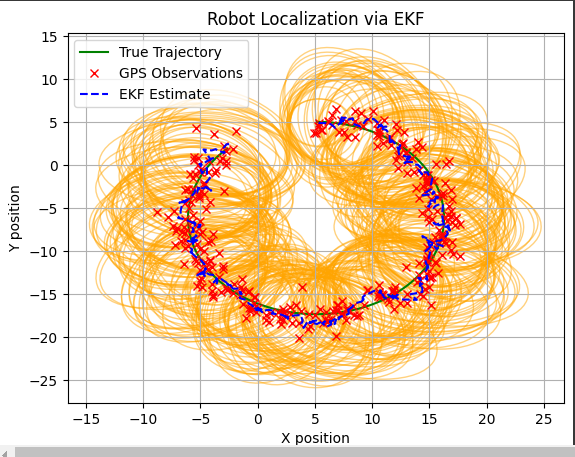 Robot Localization via EKF
True Trajectory
GPS Observations
EKF Estimate
15
10
5
0
−5
−10
−15
−20
−25
Y position
−15 −10 −5 0 5 10 15 20 25
X position